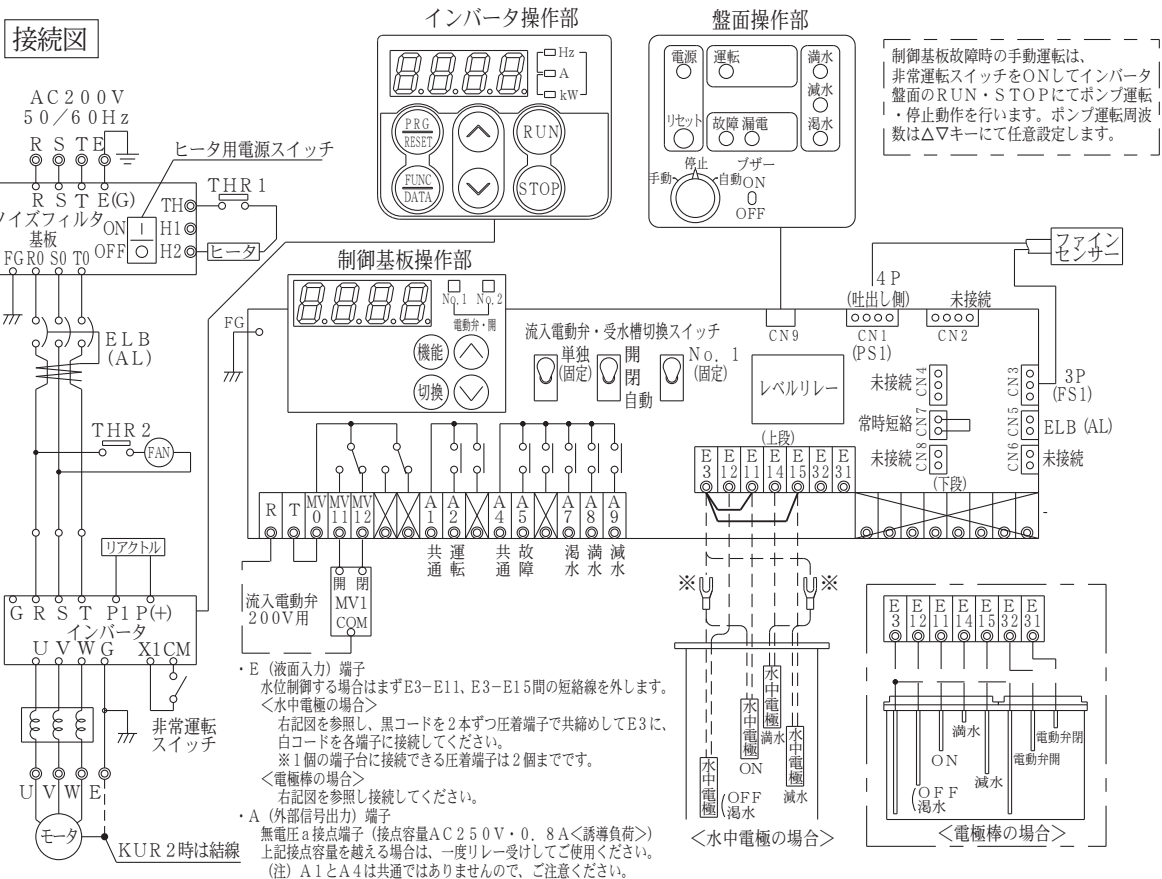 接続図
インバータ操作部
Hz
A
kW
PRG
RESET
RUN
FUNC
DATA
STOP
盤面操作部
電源
運転
満水
減水
渇水
リセット
故障 漏電
停止
手動
自動
ブザー
ON
OFF
制御基板故障時の手動運転は、
非常運転スイッチをONしてインバータ
盤面のRUN・STOPにてポンプ運転
・停止動作を行います。ポンプ運転周波
数は△▽キーにて任意設定します。
AC200V
50/60Hz
R S T E
ヒータ用電源スイッチ
R S T E(G)
ノイズフィルタ
基板
ON
OFF
TH
H1
H2
THR1
ヒータ
FG R0 S0 T0
ELB
(AL)
THR2
FAN
リアクトル
G R S T P1 P(+)
インバータ
U V W G X1 CM
非常運転
スイッチ
U V W E
モータ
KUR2時は結線
制御基板操作部
No.1 No.2
電動弁・開
機能
切換
FG
流入電動弁・受水槽切換スイッチ
単独
(固定)
開
閉
自動
No.1
(固定)
CN9
4P
(吐出し側)
CN1
(PS1)
未接続
CN2
ファイン
センサー
レベルリレー
未接続
CN4
常時短絡
CN7
未接続
CN8
CN3
3P
(FS1)
CN5
ELB (AL)
CN6
未接続
(上段)
(下段)
E3 E12 E11 E14 E15 E32 E31
R T MV0 MV11 MV12 A1 A2 A4 A5 A7 A8 A9
共通 運転 共通 故障 渇水 満水 減水
流入電動弁
200V用
開 閉
MV1
COM
※
※
水中電極
(OFF
渇水
水中電極
ON
水中電極
満水
水中電極
減水
<水中電極の場合>
E3 E12 E11 E14 E15 E32 E31
満水
ON
減水
(OFF
渇水
電動弁閉
電動弁開
<電極棒の場合>
・E(液面入力)端子
水位制御する場合はまずE3−E11、E3−E15間の短絡線を外します。
<水中電極の場合>
右記図を参照し、黒コードを2本ずつ圧着端子で共締めしてE3に、
白コードを各端子に接続してください。
※1個の端子台に接続できる圧着端子は2個までです。
<電極棒の場合>
右記図を参照し接続してください。
・A(外部信号出力)端子
無電圧a接点端子(接点容量AC250V・0.8A<誘導負荷>)
上記接点容量を越える場合は、一度リレー受けしてご使用ください。
(注)A1とA4は共通ではありませんので、ご注意ください。